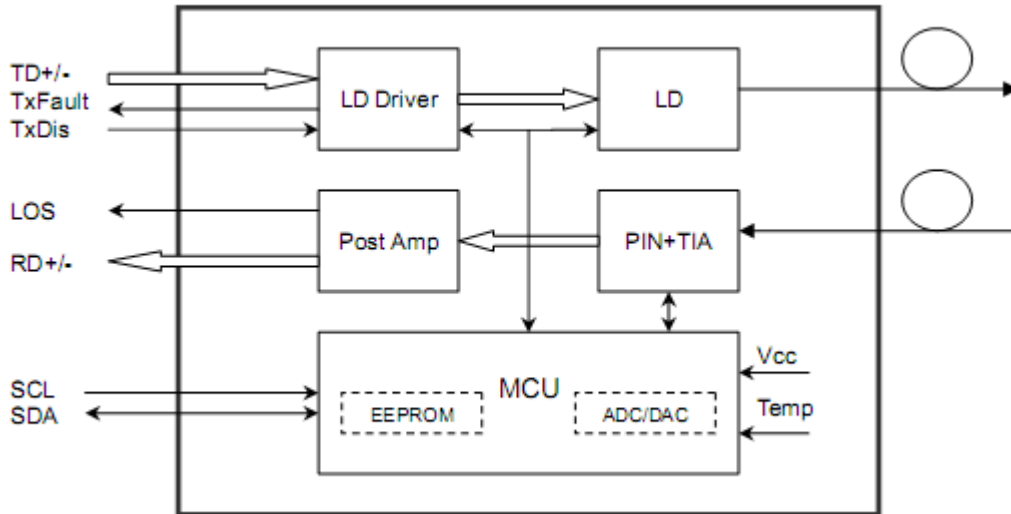 TD+/-
TxFault
TxDis
LD Driver
LD
LOS
RD+/-
Post Amp
PIN+TIA
SCL
SDA
MCU
EEPROM
ADC/DAC
Vcc
Temp